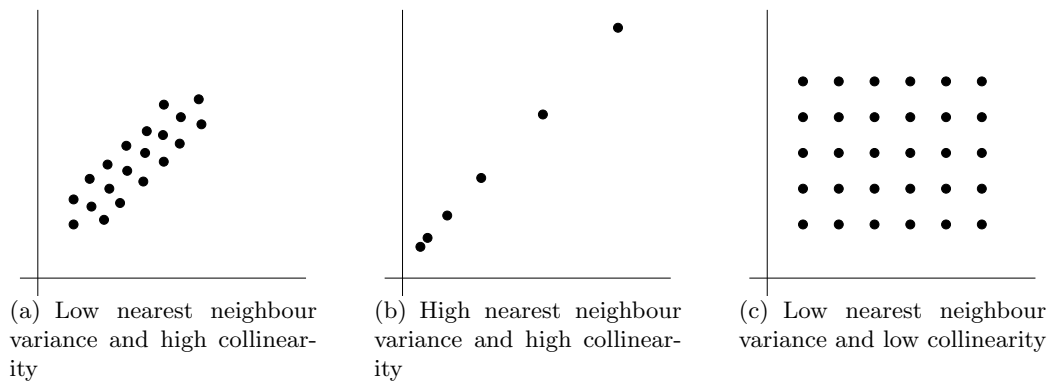 (a) Low nearest neighbour
variance and high collinear-
ity
(b) High nearest neighbour
variance and high collinear-
ity
(c) Low nearest neighbour
variance and low collinearity